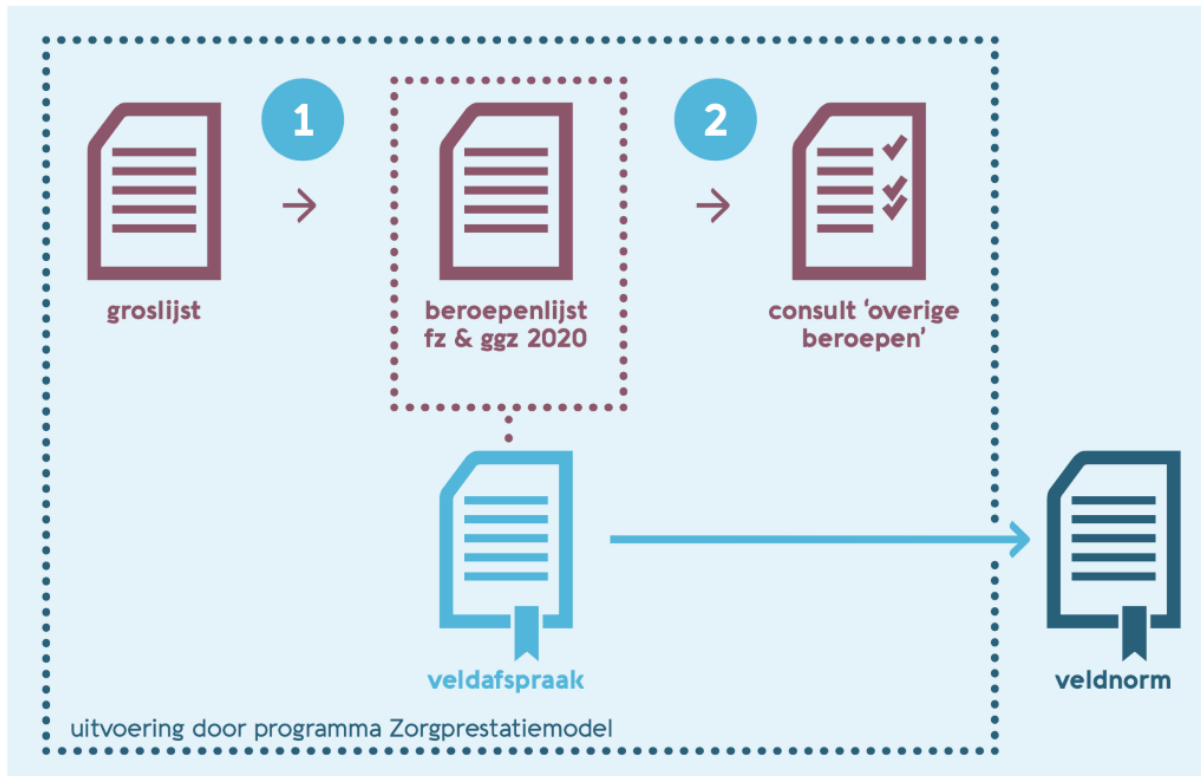 1
2
groslijst
beroepenlijst
fz & ggz 2020
consult ‘overige
beroepen’
veldafspraak
veldnorm
uitvoering door programma Zorgprestatiemodel